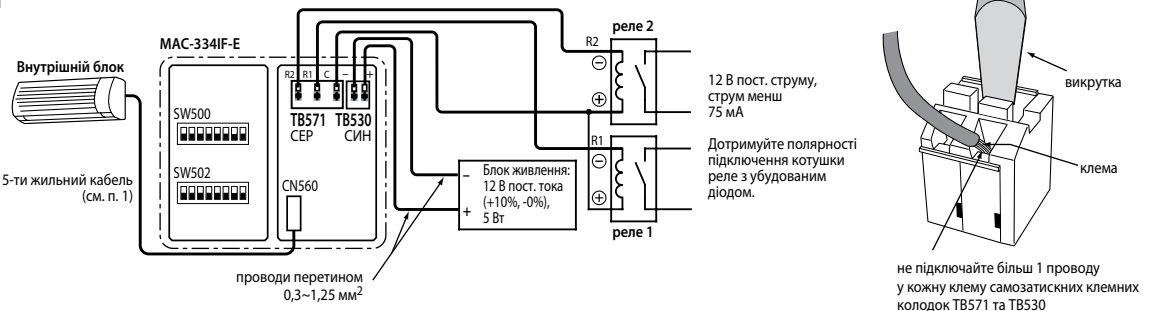 Внутрішній блок
5-ти жильний кабель
(см. п. 1)
MAC-334IF-E
SW500
SW502
R2 R1 C – +
TB571 TB530
СЕР СИН
CN560
проводи перетином
0,3~1,25 мм²
– Блок живлення:
12 В пост. тока
(+10%, -0%),
+ 5 Вт
реле 2
R2
–
+
R1
–
+
реле 1
12 В пост. струму,
струм менш
75 мА
Дотримуйте полярності
підключення котушки
реле з убудованим
діодом.
викрутка
клема
не підключайте більш 1 проводу
у кожну клему самозатискних клемних
колодок TB571 та TB530